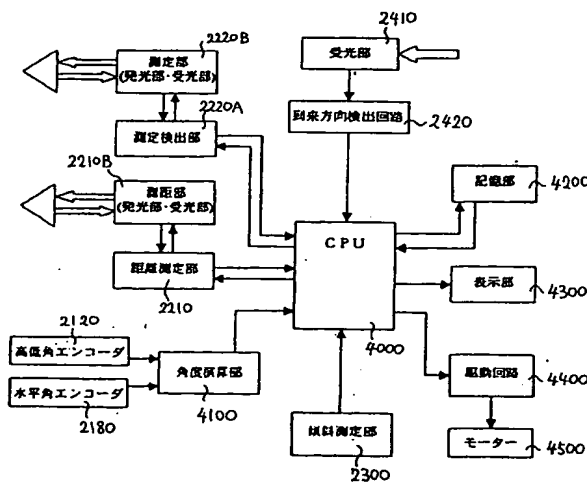 2220B
測定部
(発光部・受光部)
2220A
測定検出部
2210B
測距部
(発光部・受光部)
距離測定部
2210
2120
高低角エンコーダ
水平角エンコーダ
2180
角度演算部
4100
2410
受光部
到来方向検出回路
2420
CPU
4000
傾斜測定部
2300
記憶部
4200
表示部
4300
駆動回路
4400
モーター
4500